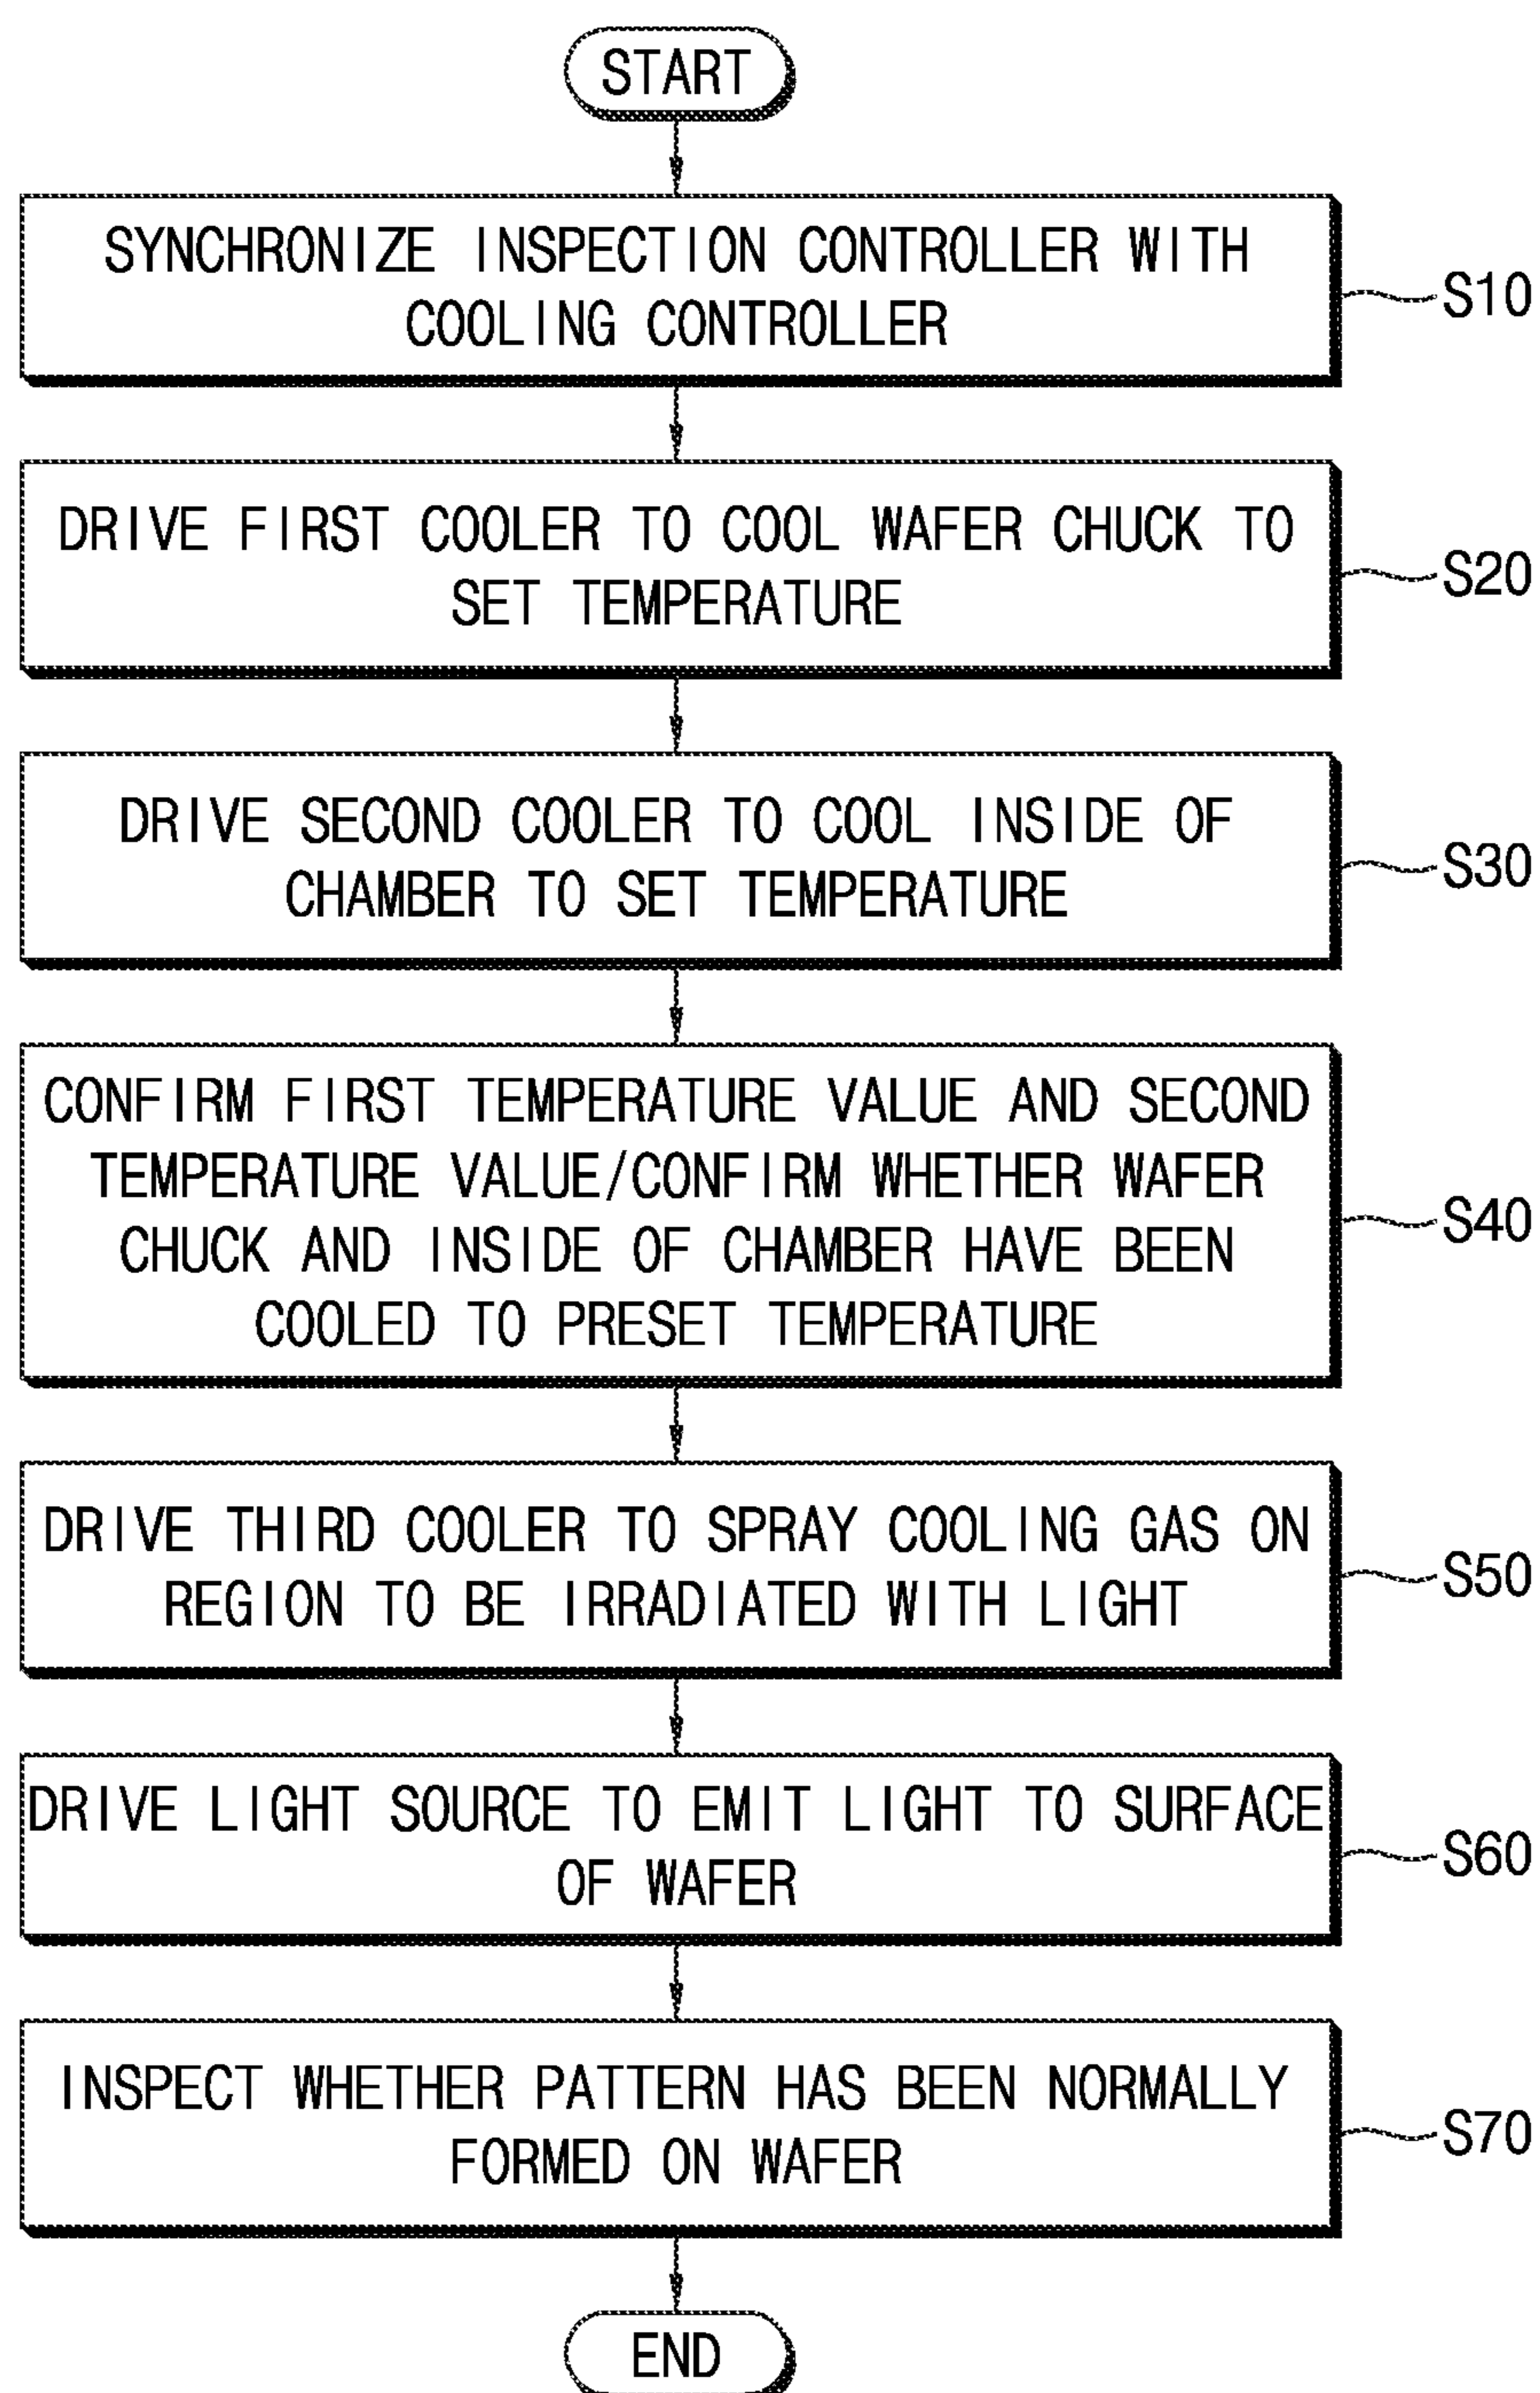 START
SYNCHRONIZE INSPECTION CONTROLLER WITH
COOLING CONTROLLER
S10
DRIVE FIRST COOLER TO COOL WAFER CHUCK TO
SET TEMPERATURE
S20
DRIVE SECOND COOLER TO COOL INSIDE OF
CHAMBER TO SET TEMPERATURE
S30
CONFIRM FIRST TEMPERATURE VALUE AND SECOND
TEMPERATURE VALUE/CONFIRM WHETHER WAFER
CHUCK AND INSIDE OF CHAMBER HAVE BEEN
COOLED TO PRESET TEMPERATURE
S40
DRIVE THIRD COOLER TO SPRAY COOLING GAS ON
REGION TO BE IRRADIATED WITH LIGHT
S50
DRIVE LIGHT SOURCE TO EMIT LIGHT TO SURFACE
OF WAFER
S60
INSPECT WHETHER PATTERN HAS BEEN NORMALLY
FORMED ON WAFER
S70
END